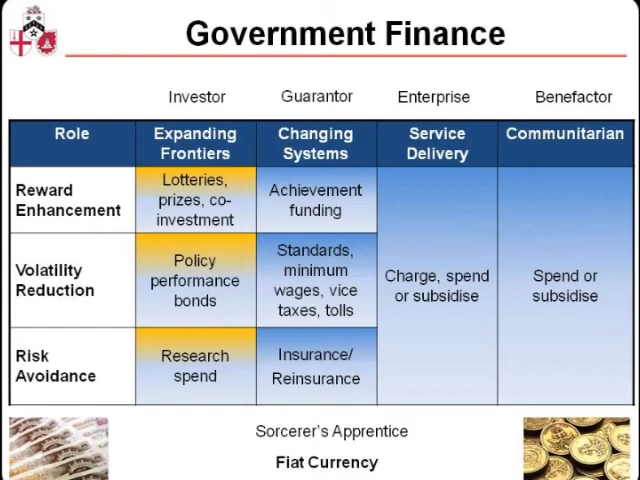 Government Finance
Investor
Guarantor
Enterprise
Benefactor
Role
Expanding
Frontiers
Changing
Systems
Service
Delivery
Communitarian
Reward
Enhancement
Lotteries,
prizes, co-
investment
Achievement
funding
Volatility
Reduction
Policy
performance
bonds
Standards,
minimum
wages, vice
taxes, tolls
Charge, spend
or subsidise
Spend or
subsidise
Risk
Avoidance
Research
spend
Insurance/
Reinsurance
Sorcerer's Apprentice
Fiat Currency